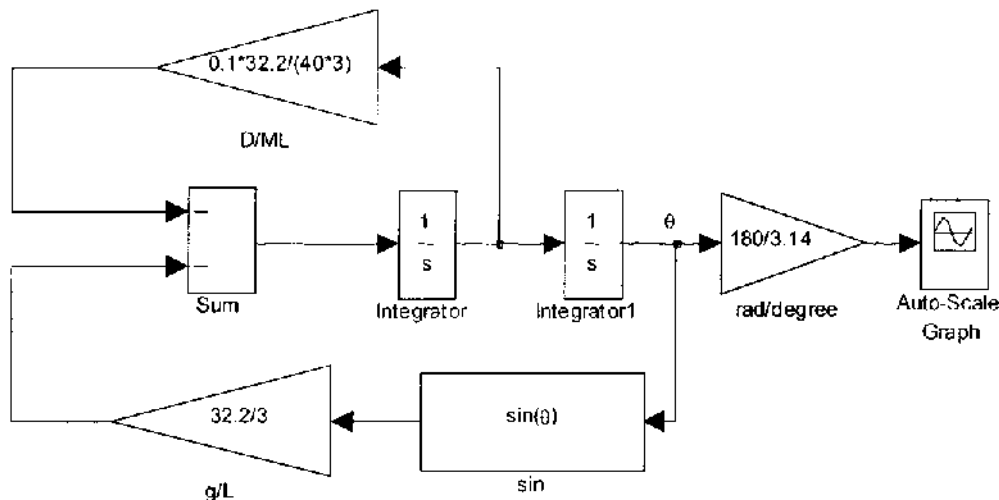 0.1*32.2/(40*3)
D/ML
−
−
Sum
1
s
Integrator
1
s
Integrator1
θ
180/3.14
rad/degree
Auto-Scale
Graph
32.2/3
g/L
sin(θ)
sin